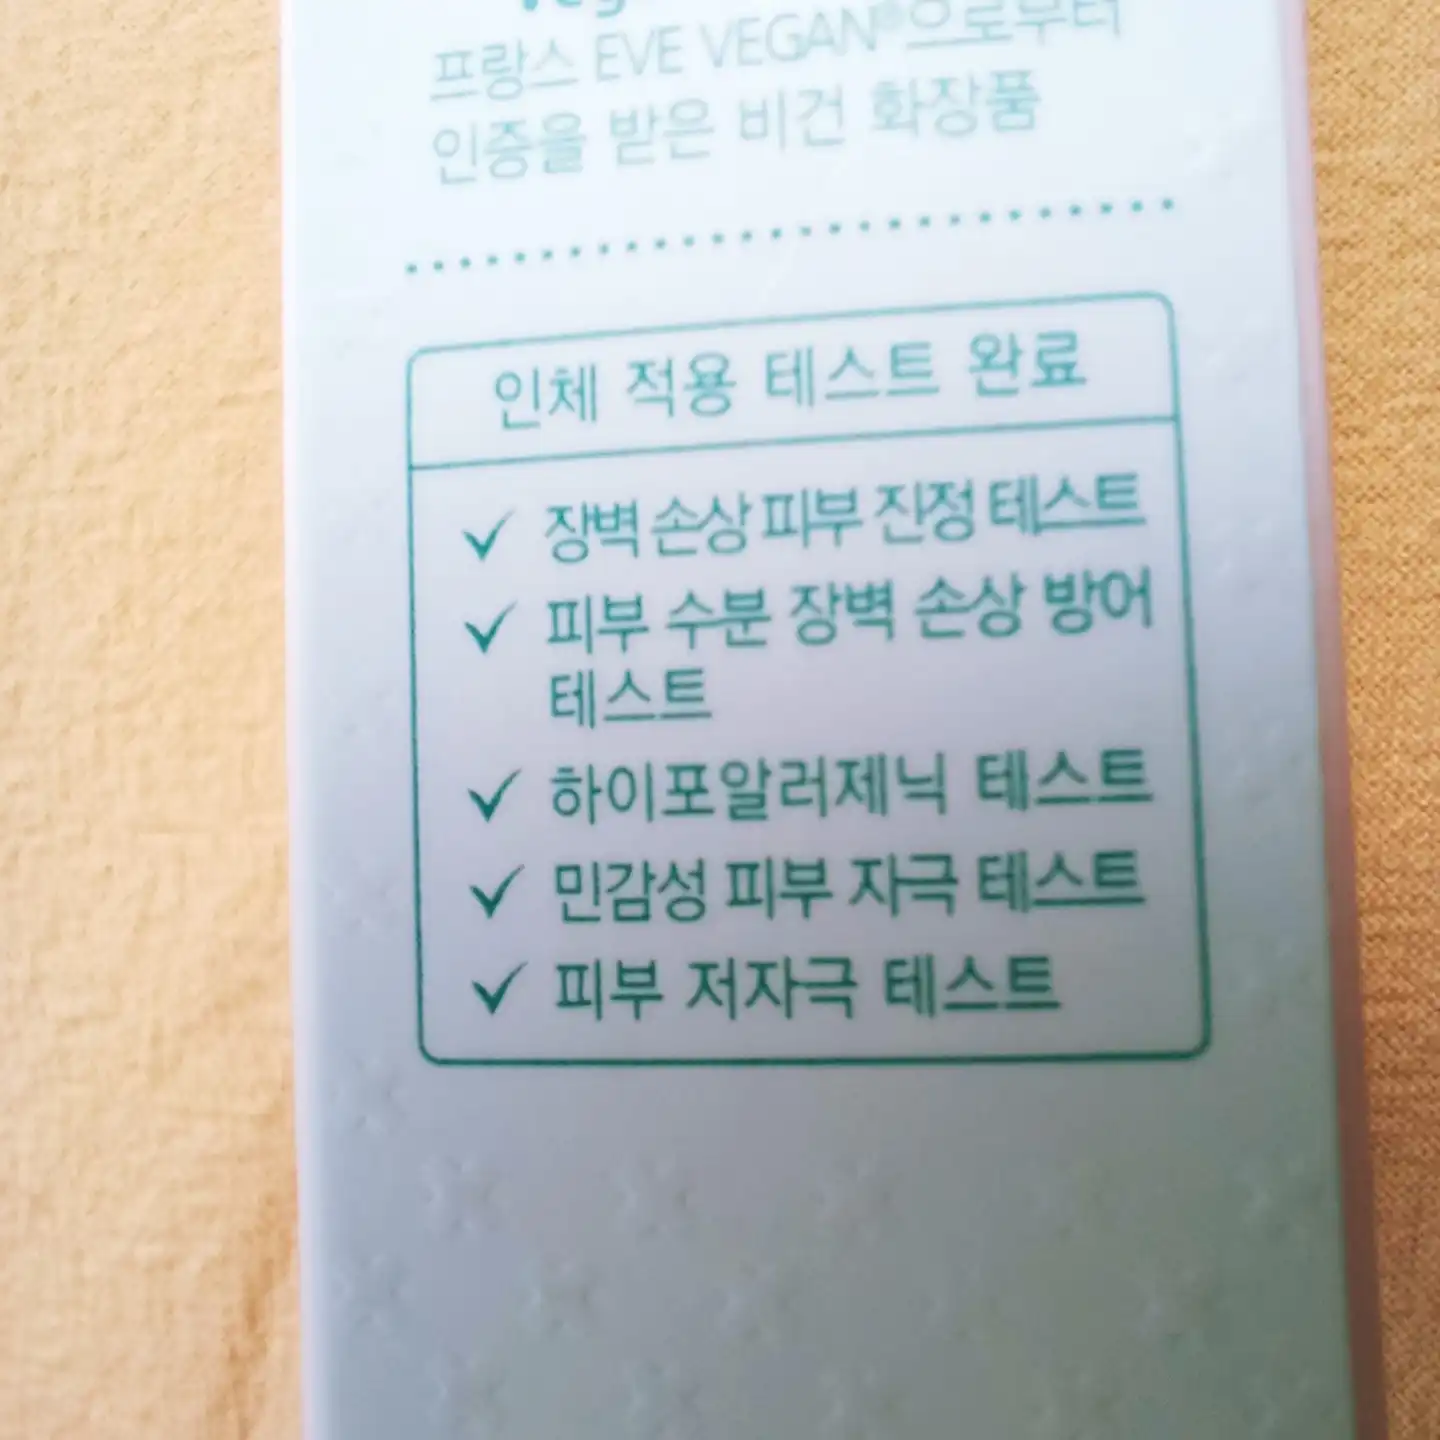 프랑스 EVE VEGAN®으로부터
인증을 받은 비건 화장품
인체 적용 테스트 완료
✓ 장벽 손상 피부 진정 테스트
✓ 피부 수분 장벽 손상 방어
테스트
✓ 하이포알러제닉 테스트
✓ 민감성 피부 자극 테스트
✓ 피부 저자극 테스트